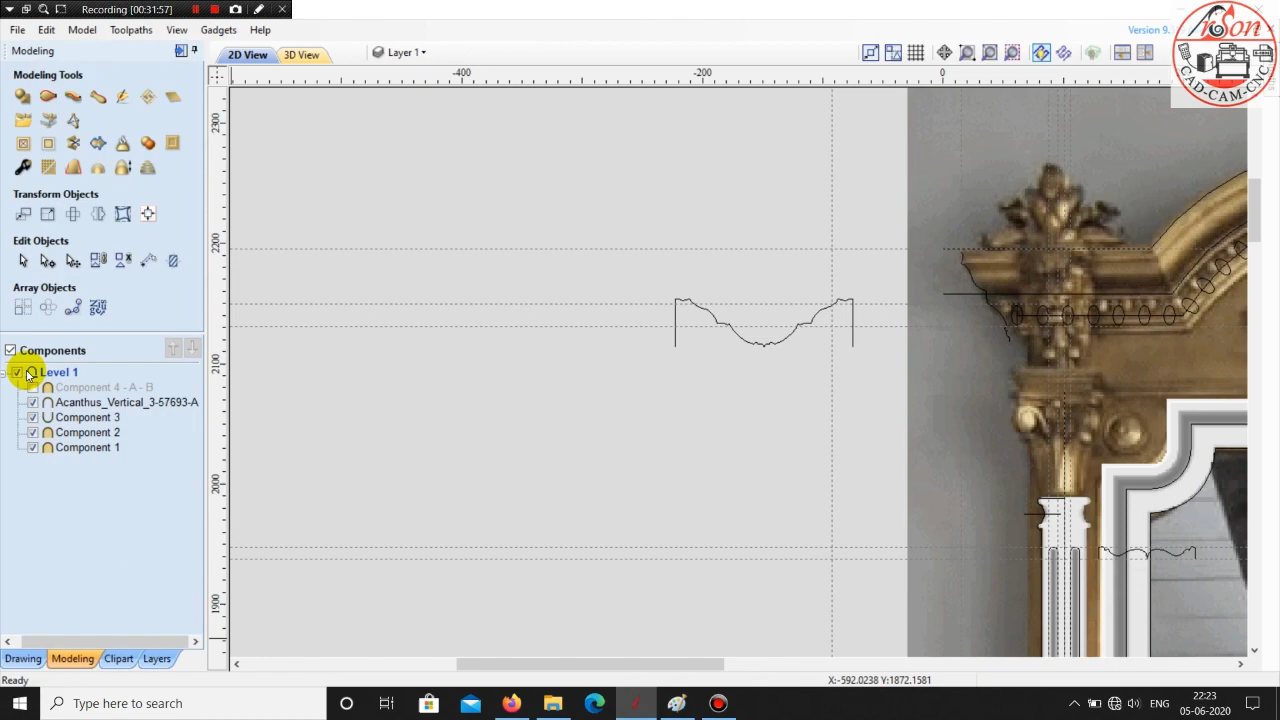 Recording [00:31:57]
File Edit Model Toolpaths View Gadgets Help
Version 9.
Modeling
2D View
3D View
Layer 1
Modeling Tools
-400
-200
0
2300
2200
2100
2000
1900
Transform Objects
Edit Objects
Array Objects
Components
Level 1
Component 4 - A - B
Acanthus_Vertical_3-57693-A
Component 3
Component 2
Component 1
Drawing
Modeling
Clipart
Layers
Ready
X:-592.0238 Y:1872.1581
Type here to search
ENG
22:23
05-06-2020
CAD-CAM-CNC